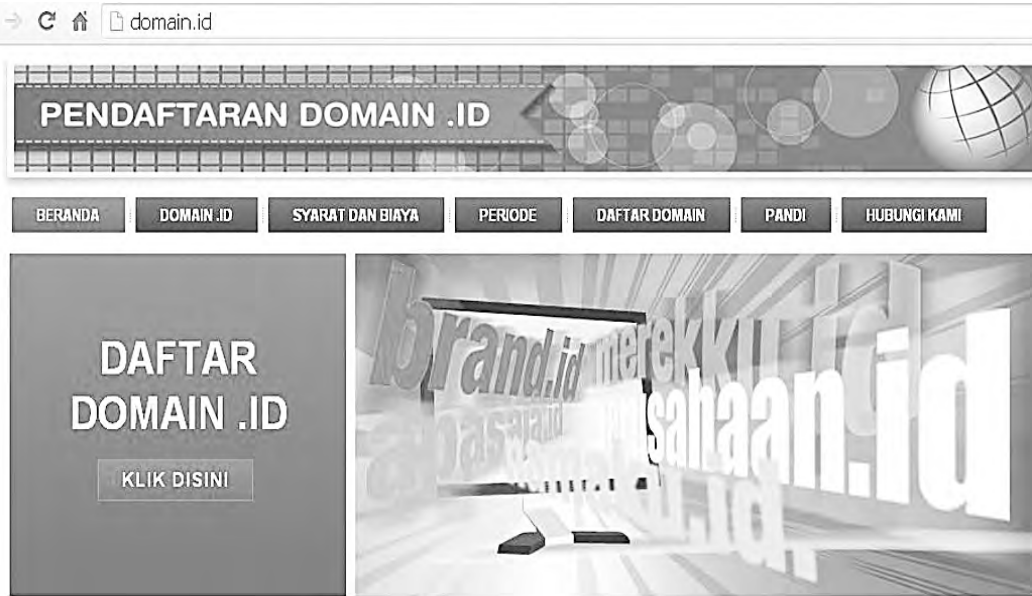 domain.id
PENDAFTARAN DOMAIN .ID
BERANDA
DOMAIN .ID
SYARAT DAN BIAYA
PERIODE
DAFTAR DOMAIN
PANDI
HUBUNGI KAMI
DAFTAR
DOMAIN .ID
KLIK DISINI
brand.id
merekku.id
perusahaan.id